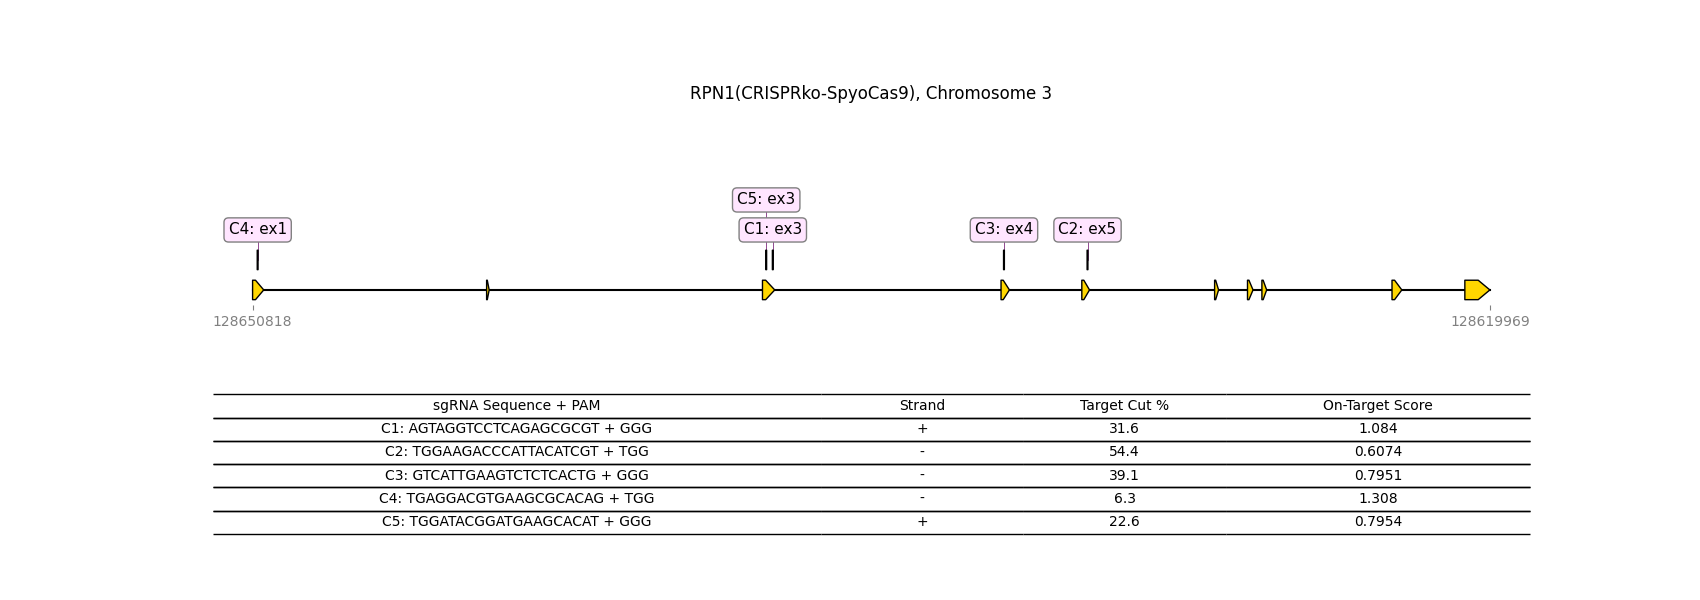 RPN1(CRISPRko-SpyoCas9), Chromosome 3
C5: ex3
C4: ex1 C1: ex3 C3: ex4 C2: ex5
128650818 128619969
sgRNA Sequence + PAM Strand Target Cut % On-Target Score
C1: AGTAGGTCCTCAGAGCGCGT + GGG + 31.6 1.084
C2: TGGAAGACCCATTACATCGT + TGG - 54.4 0.6074
C3: GTCATTGAAGTCTCTCACTG + GGG - 39.1 0.7951
C4: TGAGGACGTGAAGCGCACAG + TGG - 6.3 1.308
C5: TGGATACGGATGAAGCACAT + GGG + 22.6 0.7954